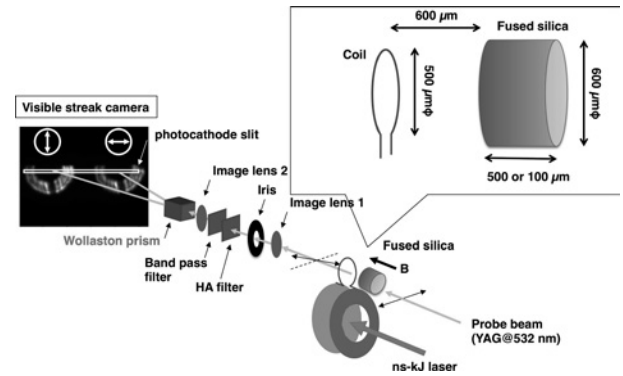 600 µm
Fused silica
Coil
500 µmφ
600 µmφ
500 or 100 µm
Visible streak camera
photocathode slit
Image lens 2
Iris
Image lens 1
Wollaston prism
Band pass
filter
HA filter
Fused silica
B
Probe beam
(YAG@532 nm)
ns-kJ laser